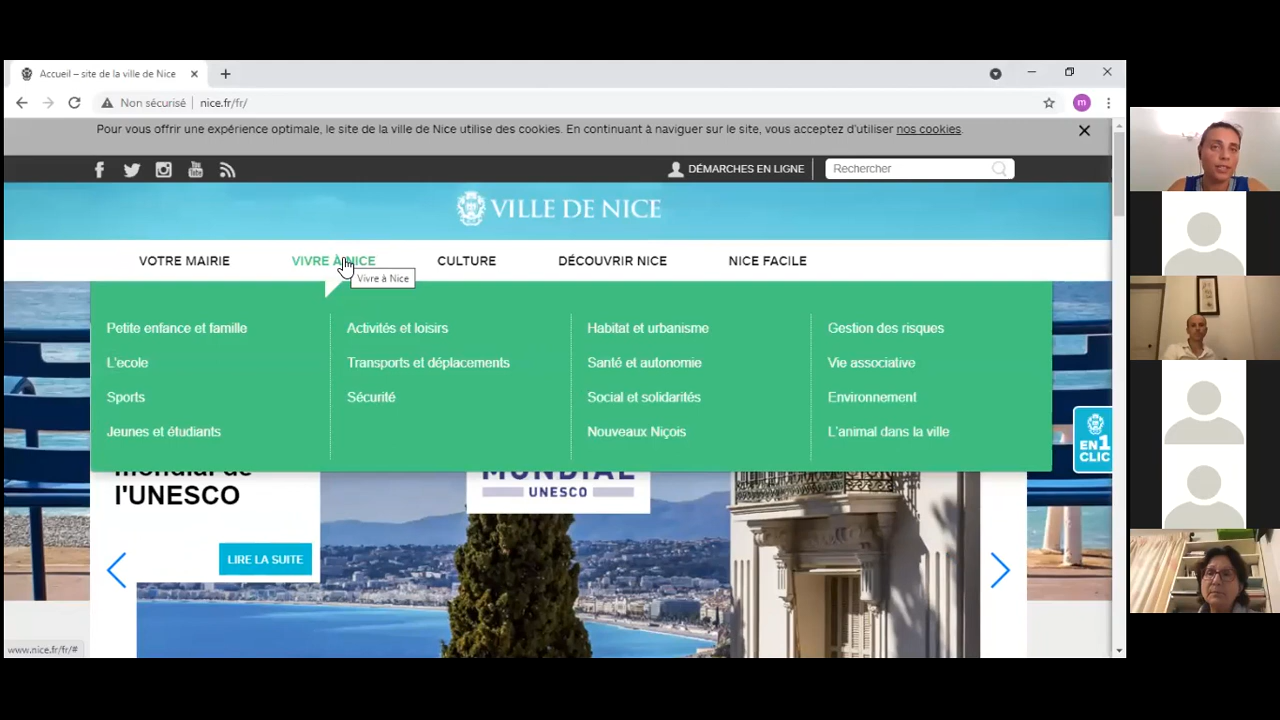 Accueil – site de la ville de Nice
Non sécurisé
nice.fr/fr/
m
Pour vous offrir une expérience optimale, le site de la ville de Nice utilise des cookies. En continuant à naviguer sur le site, vous acceptez d'utiliser nos cookies.
You Tube
DÉMARCHES EN LIGNE
Rechercher
VILLE DE NICE
VOTRE MAIRIE
VIVRE À NICE
CULTURE
DÉCOUVRIR NICE
NICE FACILE
Vivre à Nice
Petite enfance et famille
Activités et loisirs
Habitat et urbanisme
Gestion des risques
L'ecole
Transports et déplacements
Santé et autonomie
Vie associative
Sports
Sécurité
Social et solidarités
Environnement
Jeunes et étudiants
Nouveaux Niçois
L'animal dans la ville
EN 1
CLIC
mondial de
l'UNESCO
MONDIAL
UNESCO
LIRE LA SUITE
www.nice.fr/fr/#